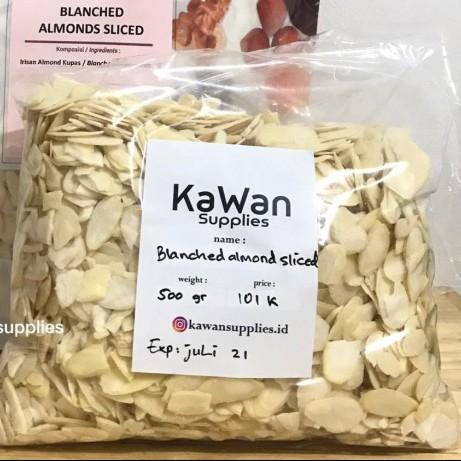 BLANCHED
ALMONDS SLICED
Komposisi / Ingredients :
Irisan Almond Kupas / Blanche
KaWan
Supplies
name :
Blanched almond sliced
weight :
price :
500 gr
101 K
kawansupplies.id
Exp : juli 21
supplies